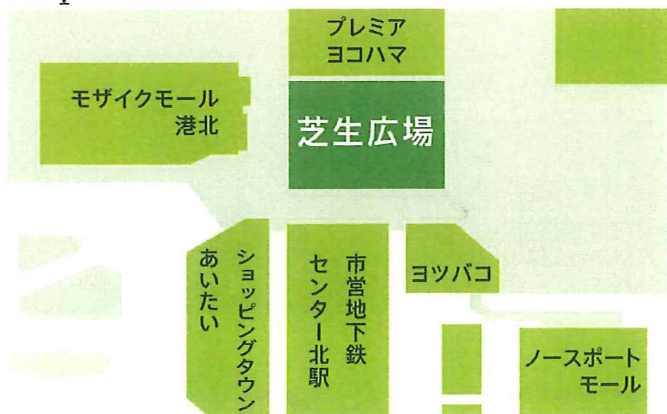 プレミア
ヨコハマ
モザイクモール
港北
芝生広場
ショッピングタウン
あいたい
市営地下鉄
センター北駅
ヨツバコ
ノースポート
モール